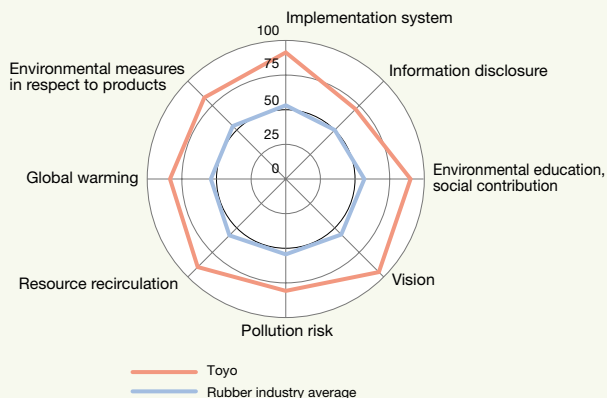 100
Implementation system
75
Environmental measures
in respect to products
Information disclosure
50
25
0
Global warming
Environmental education,
social contribution
Resource recirculation
Vision
Pollution risk
Toyo
Rubber industry average